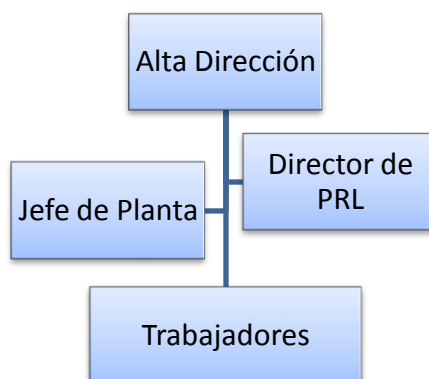 Alta Dirección
Director de
PRL
Jefe de Planta
Trabajadores